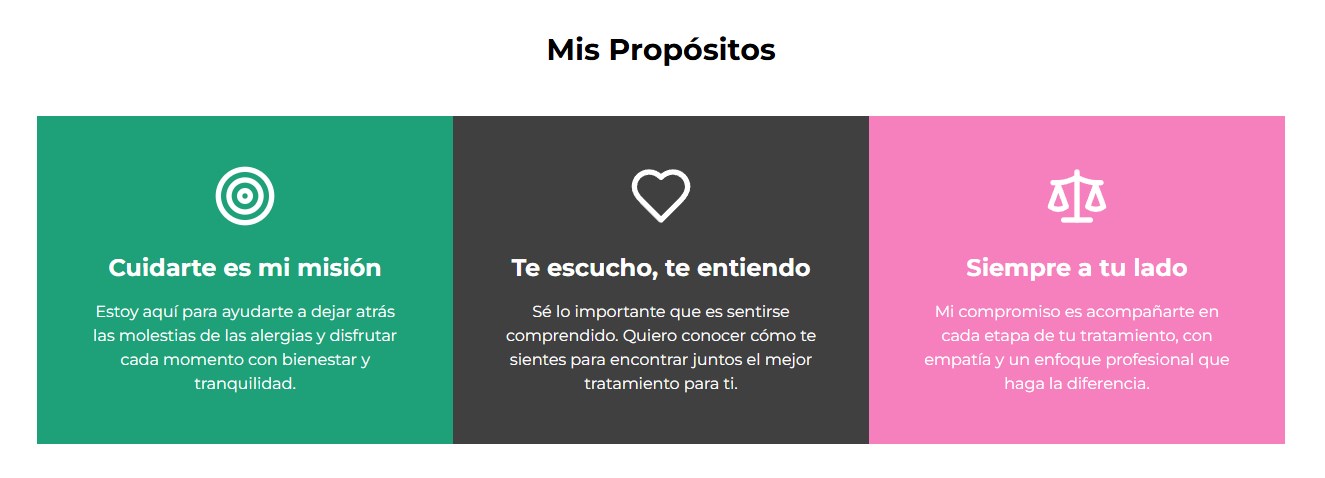 Mis Propósitos
Cuidarte es mi misión
Estoy aquí para ayudarte a dejar atrás
las molestias de las alergias y disfrutar
cada momento con bienestar y
tranquilidad.
Te escucho, te entiendo
Sé lo importante que es sentirse
comprendido. Quiero conocer cómo te
sientes para encontrar juntos el mejor
tratamiento para ti.
Siempre a tu lado
Mi compromiso es acompañarte en
cada etapa de tu tratamiento, con
empatía y un enfoque profesional que
haga la diferencia.